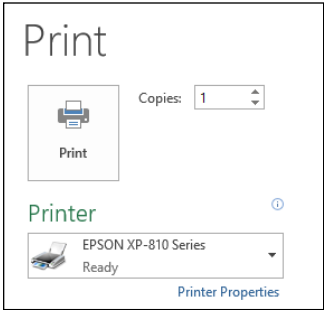 Print
Copies: 1
Print
Printer
EPSON XP-810 Series
Ready
Printer Properties